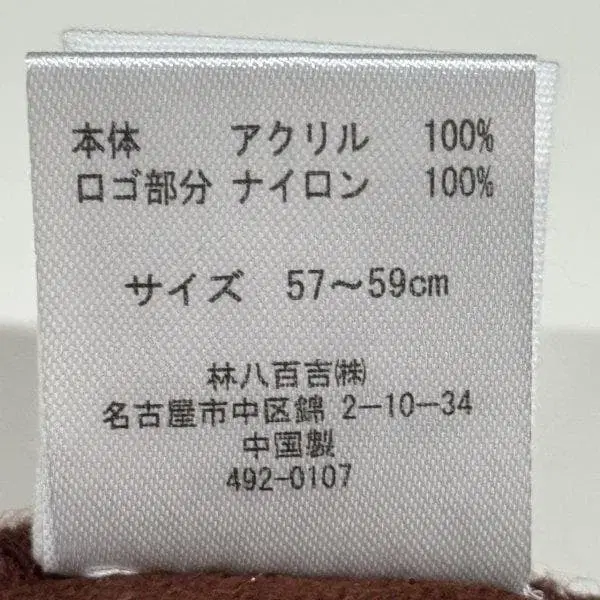 本体 アクリル 100%
ロゴ部分 ナイロン 100%
サイズ 57～59cm
林八百吉㈱
名古屋市中区錦 2-10-34
中国製
492-0107